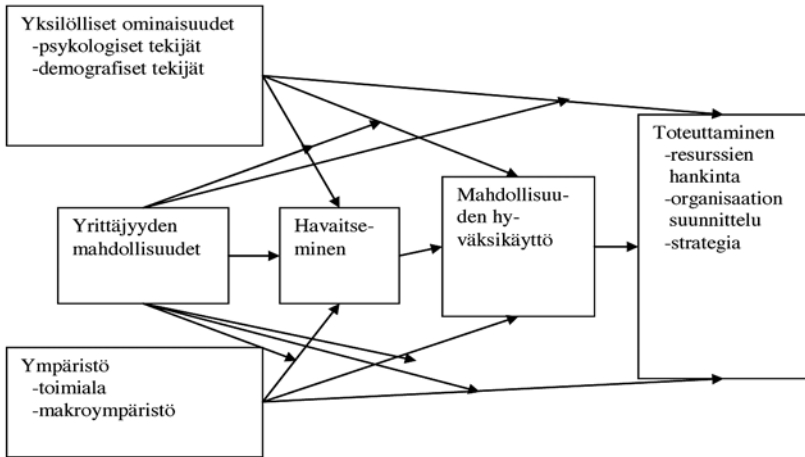 Yksilölliset ominaisuudet
-psykologiset tekijät
-demografiset tekijät
Yrittäjyyden
mahdollisuudet
Havaitse-
minen
Mahdollisuu-
den hy-
väksikäyttö
Toteuttaminen
-resurssien
hankinta
-organisaation
suunnittelu
-strategia
Ympäristö
-toimiala
-makroympäristö